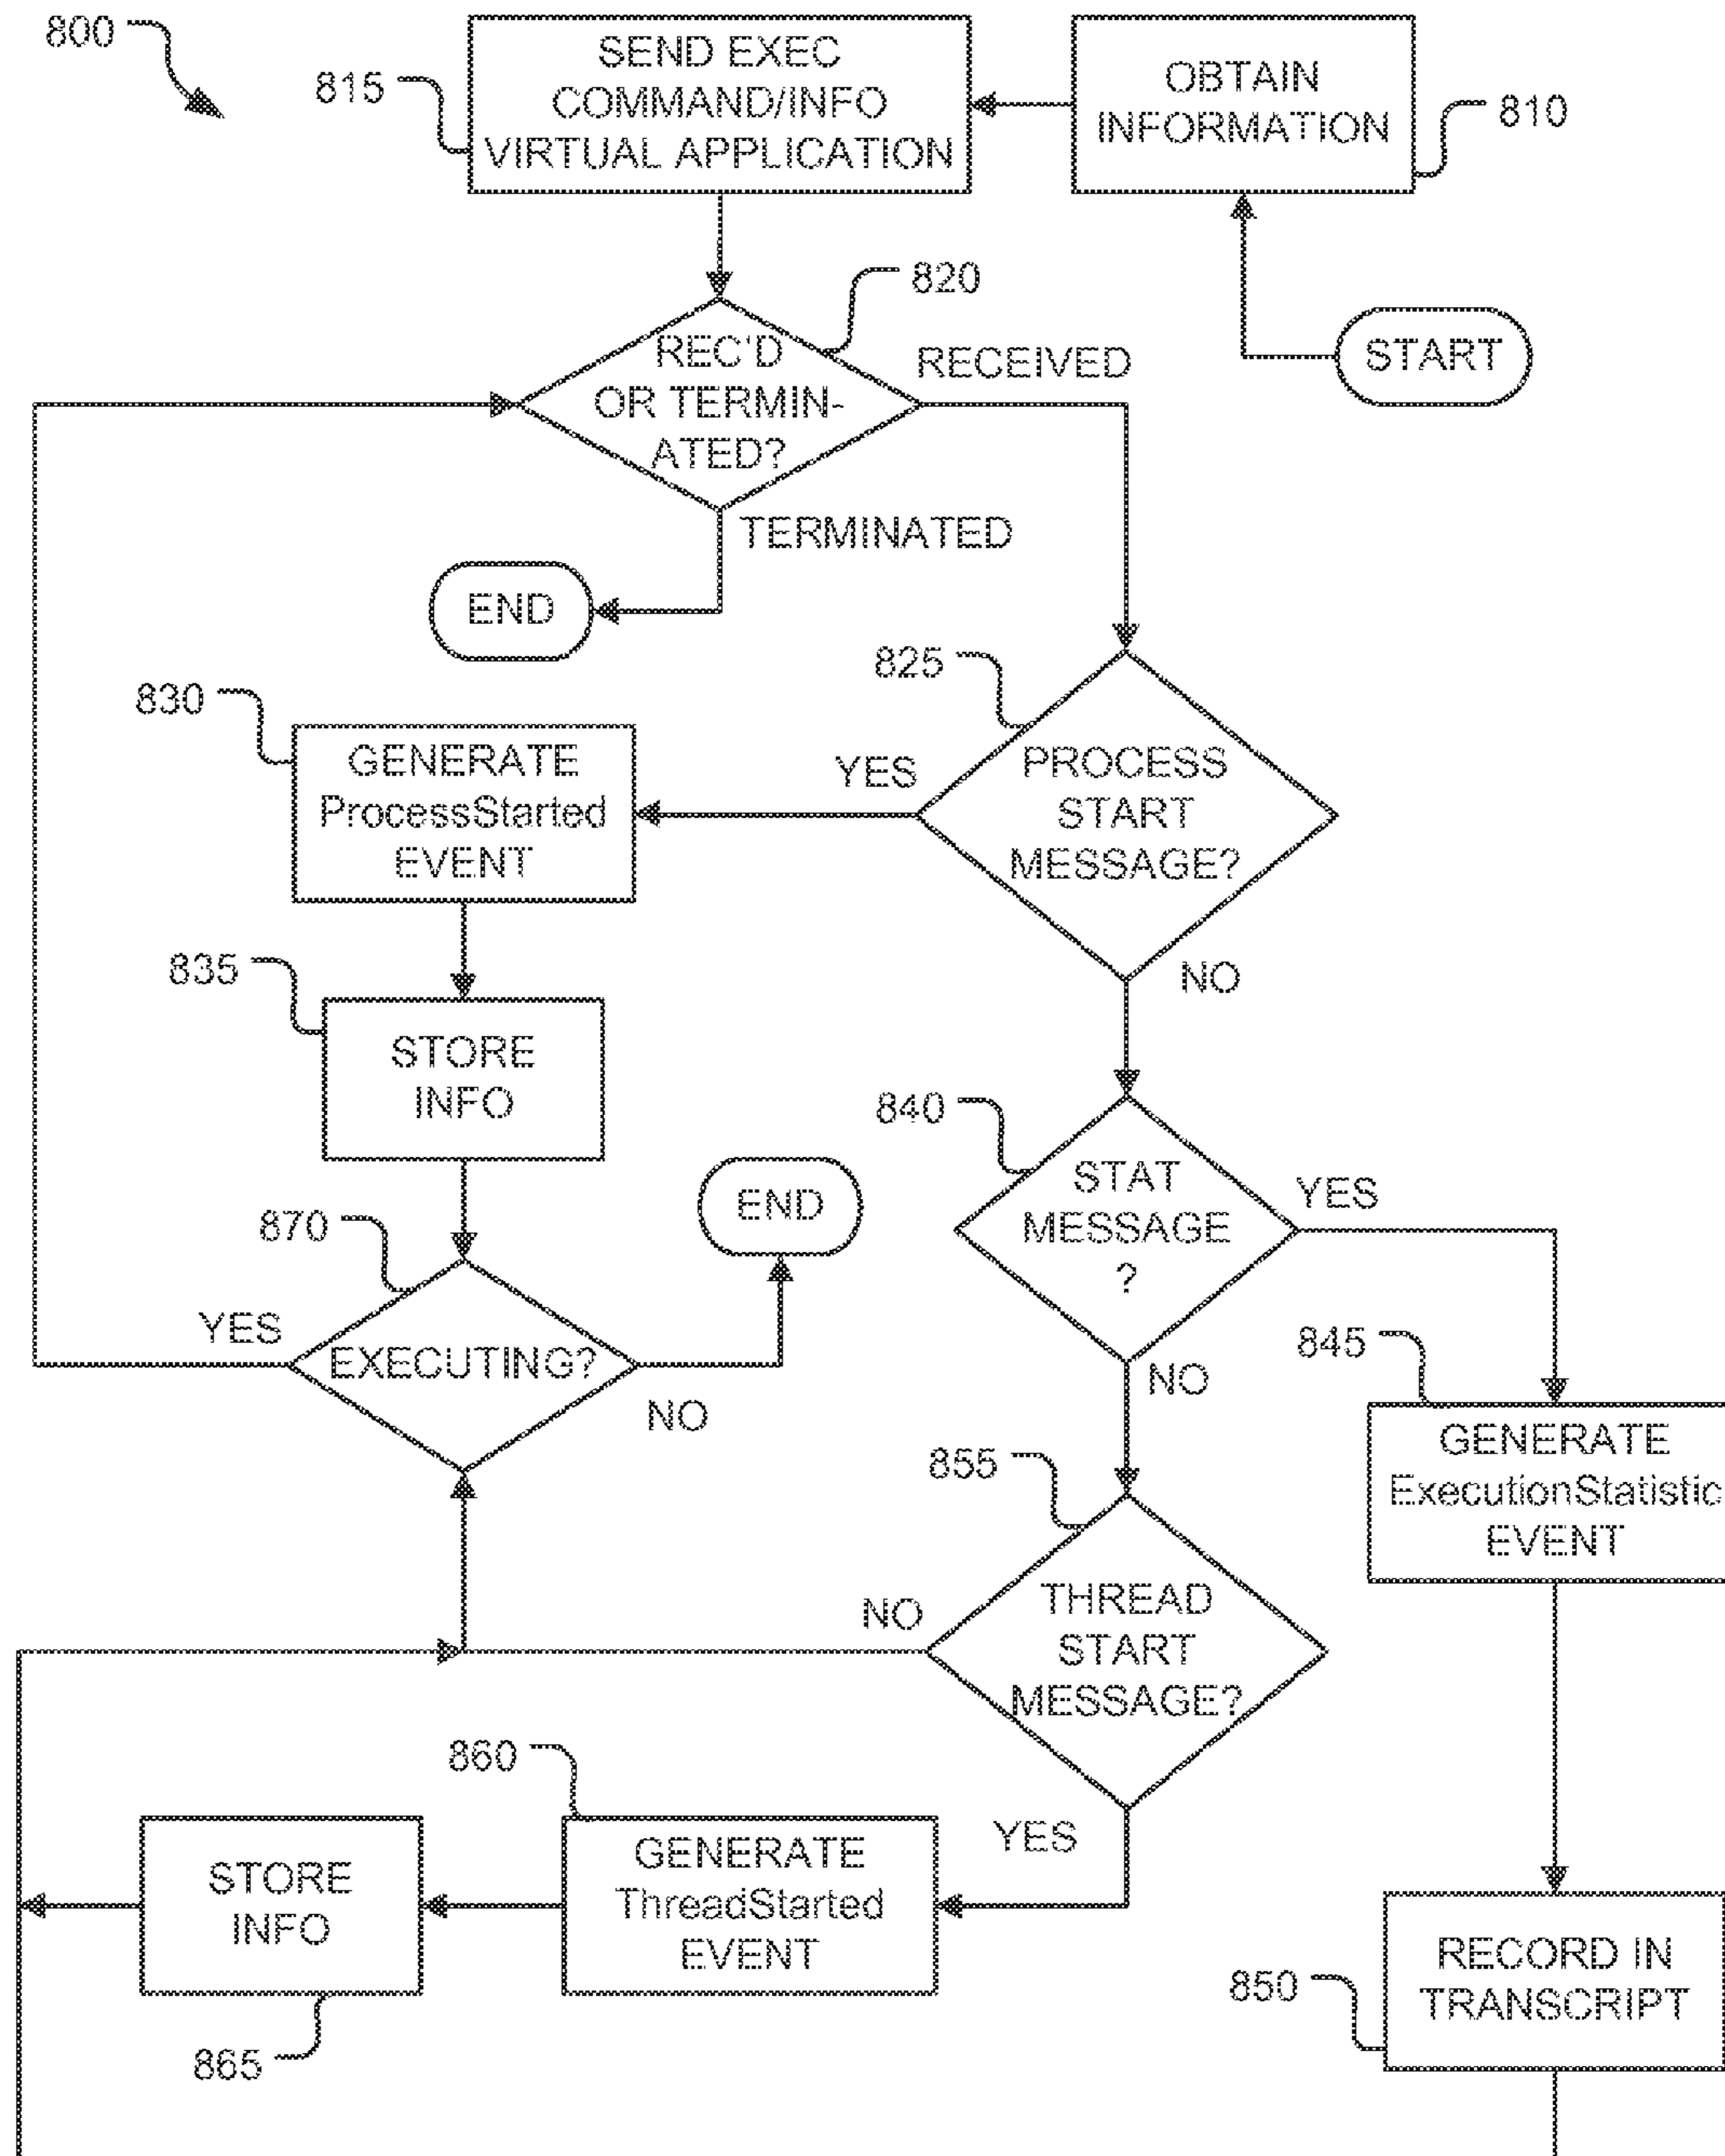 800
815
SEND EXEC
COMMAND/INFO
VIRTUAL APPLICATION
OBTAIN
INFORMATION
810
820
REC'D
OR TERMIN-
ATED?
RECEIVED
START
TERMINATED
END
825
830
GENERATE
ProcessStarted
EVENT
YES
PROCESS
START
MESSAGE?
NO
835
STORE
INFO
840
STAT
MESSAGE
?
YES
END
870
YES
EXECUTING?
NO
NO
845
GENERATE
ExecutionStatistic
EVENT
855
THREAD
START
MESSAGE?
NO
YES
860
GENERATE
ThreadStarted
EVENT
STORE
INFO
865
850
RECORD IN
TRANSCRIPT